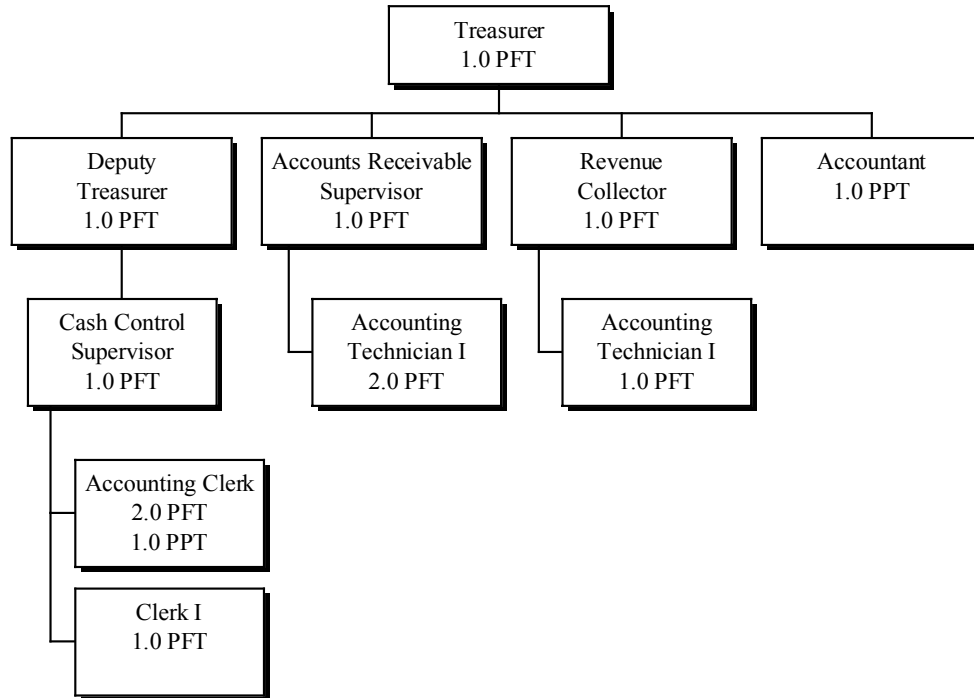 Treasurer
1.0 PFT
Deputy
Treasurer
1.0 PFT
Accounts Receivable
Supervisor
1.0 PFT
Revenue
Collector
1.0 PFT
Accountant
1.0 PPT
Cash Control
Supervisor
1.0 PFT
Accounting
Technician I
2.0 PFT
Accounting
Technician I
1.0 PFT
Accounting Clerk
2.0 PFT
1.0 PPT
Clerk I
1.0 PFT